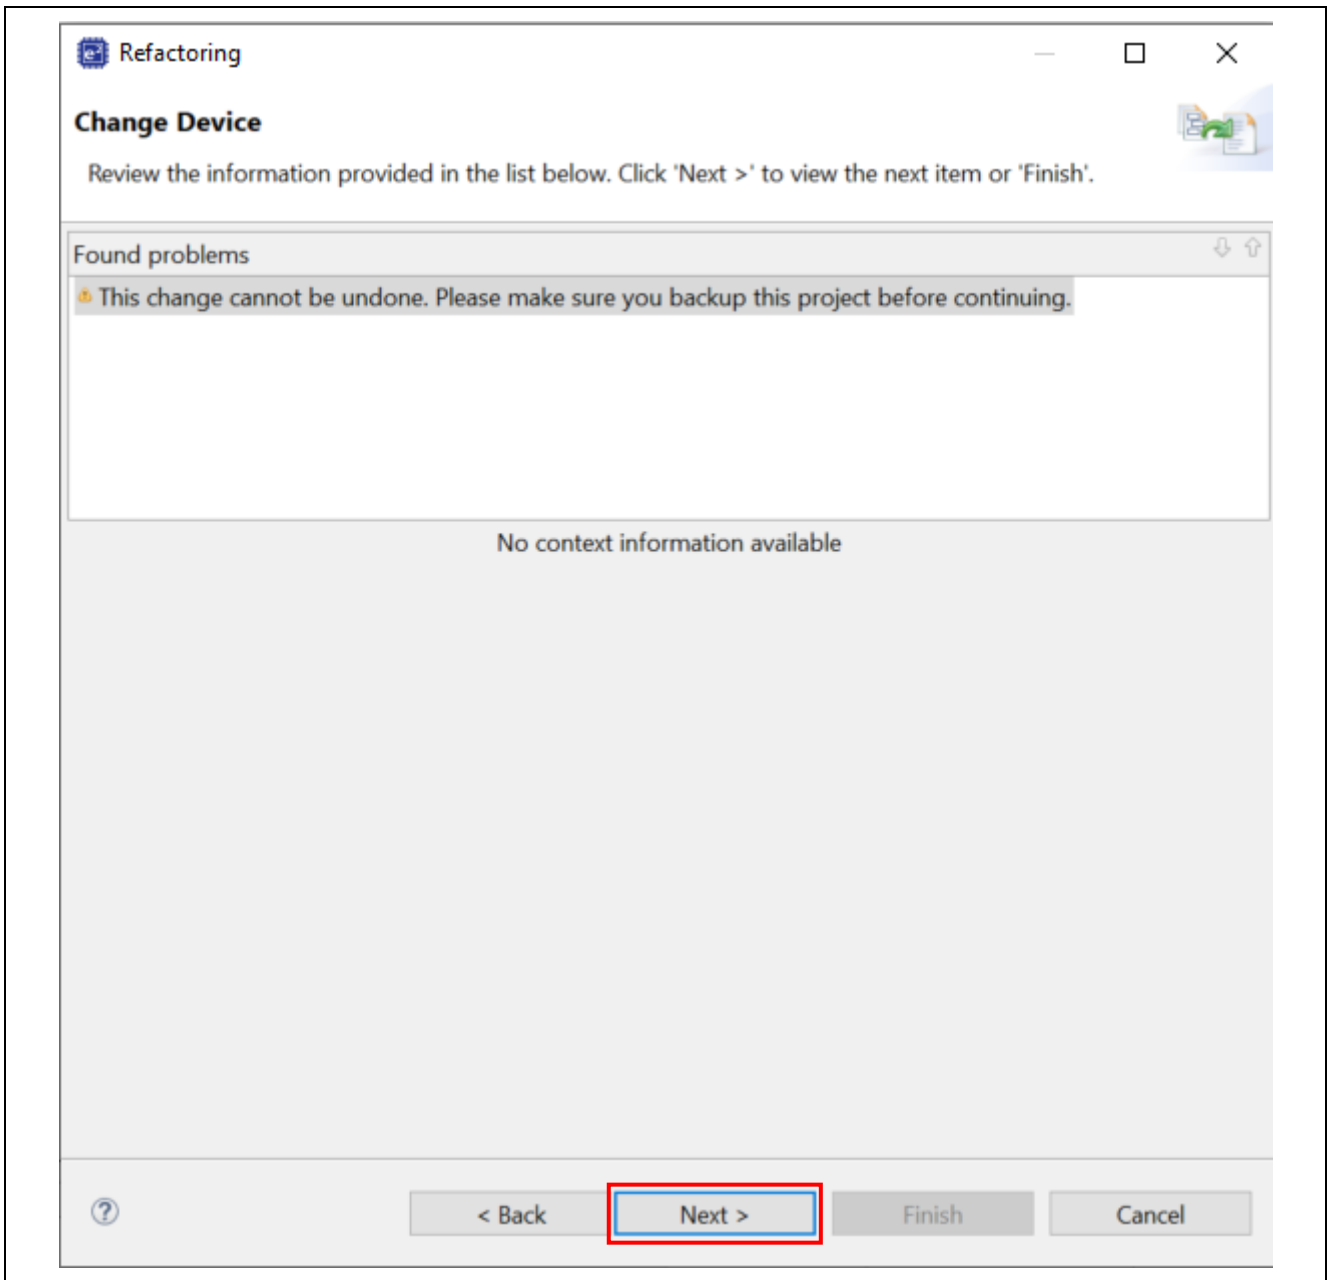 Refactoring
Change Device
Review the information provided in the list below. Click 'Next >' to view the next item or 'Finish'.
Found problems
This change cannot be undone. Please make sure you backup this project before continuing.
No context information available
< Back
Next >
Finish
Cancel